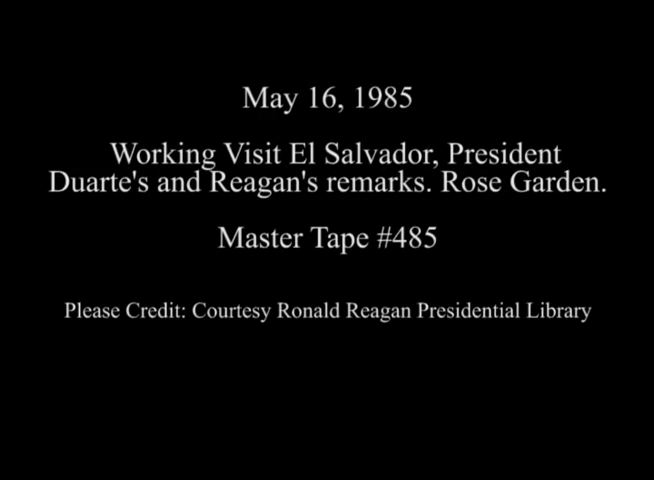 May 16, 1985
Working Visit El Salvador, President
Duarte's and Reagan's remarks. Rose Garden.
Master Tape #485
Please Credit: Courtesy Ronald Reagan Presidential Library